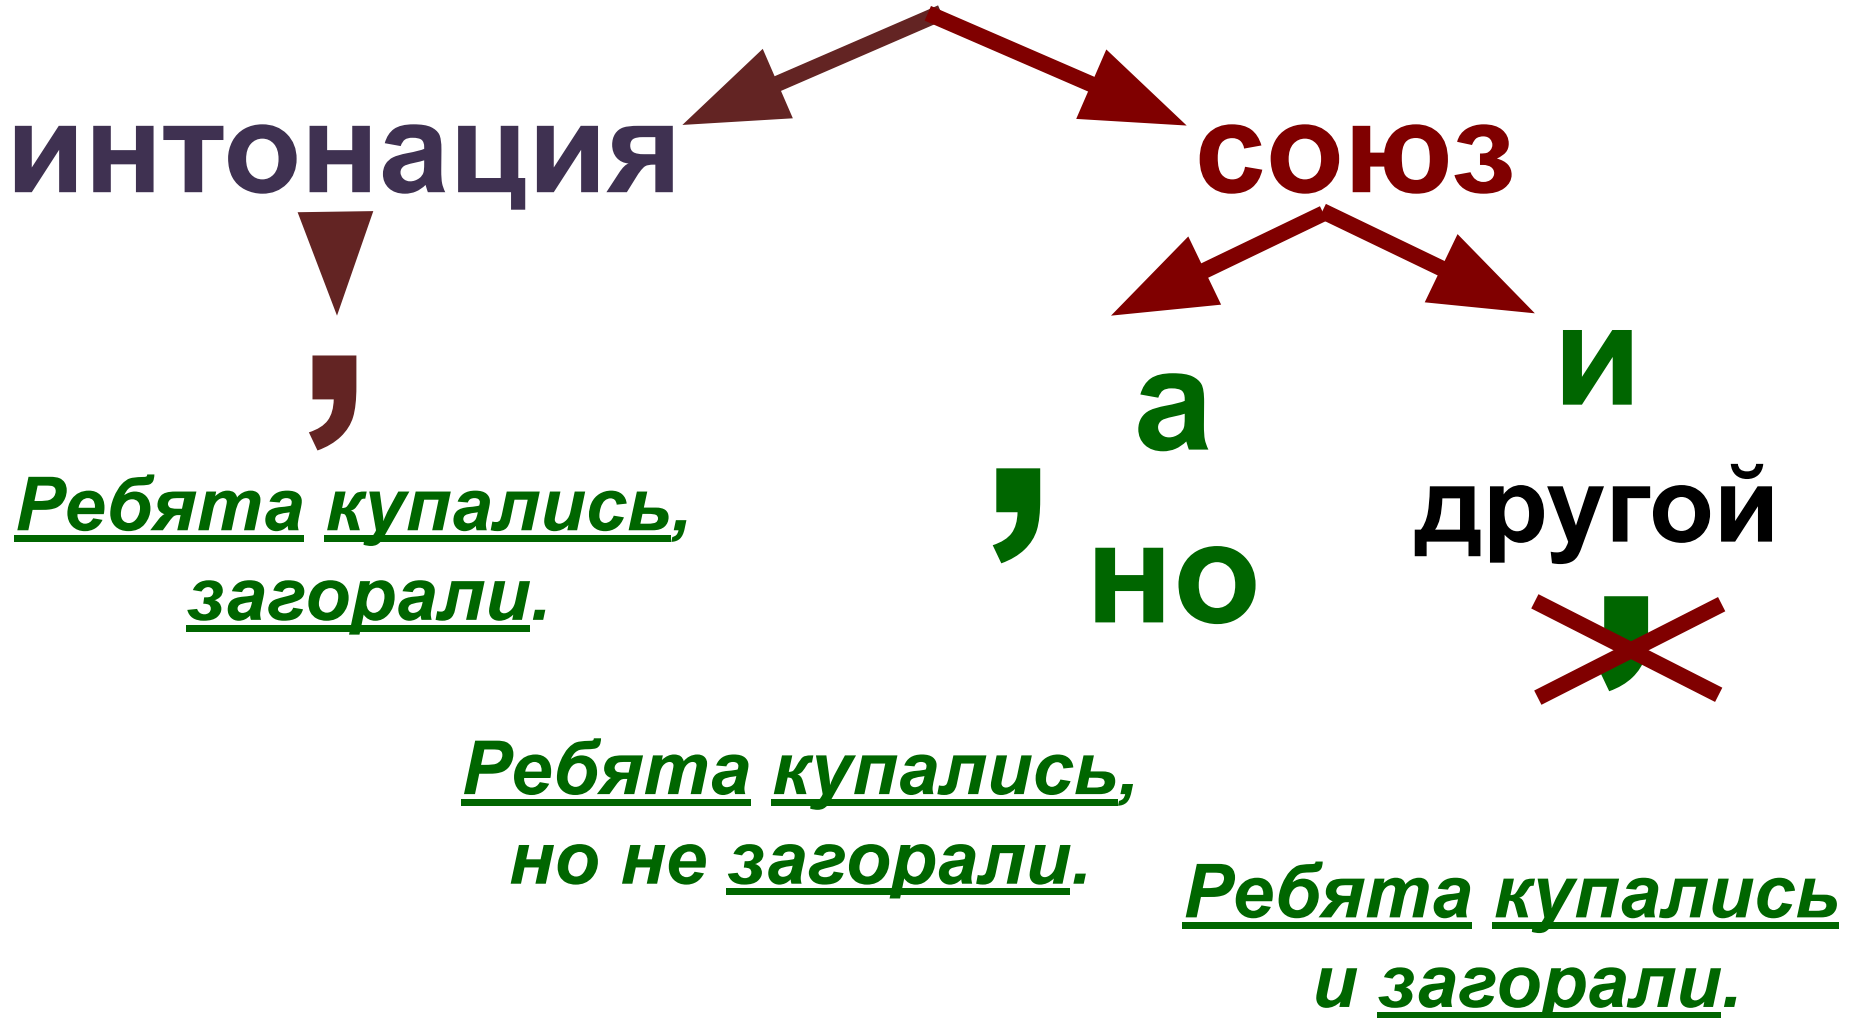 интонация
союз
,
а
, но
и
другой
,
Ребята купались,
загорали.
Ребята купались,
но не загорали.
Ребята купались
и загорали.